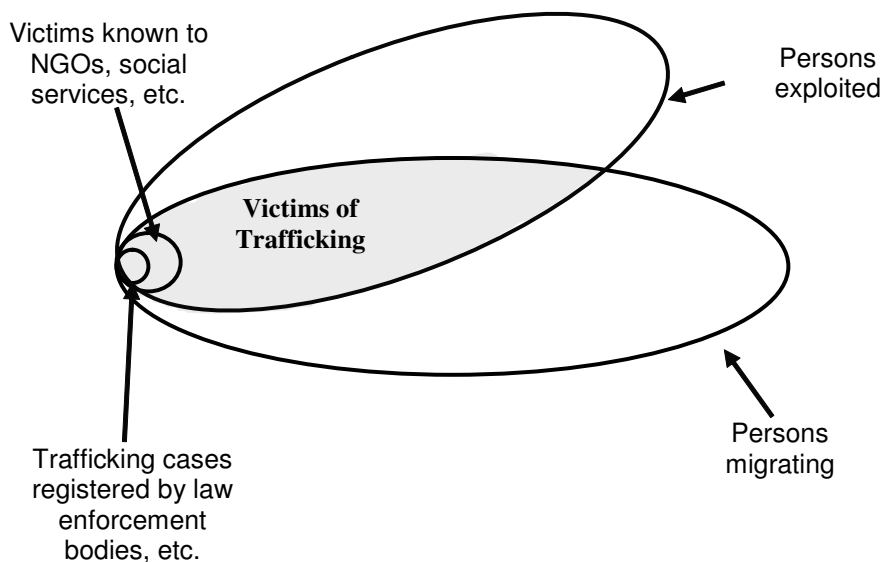 Victims known to
NGOs, social
services, etc.
Persons
exploited
Victims of
Trafficking
Persons
migrating
Trafficking cases
registered by law
enforcement
bodies, etc.